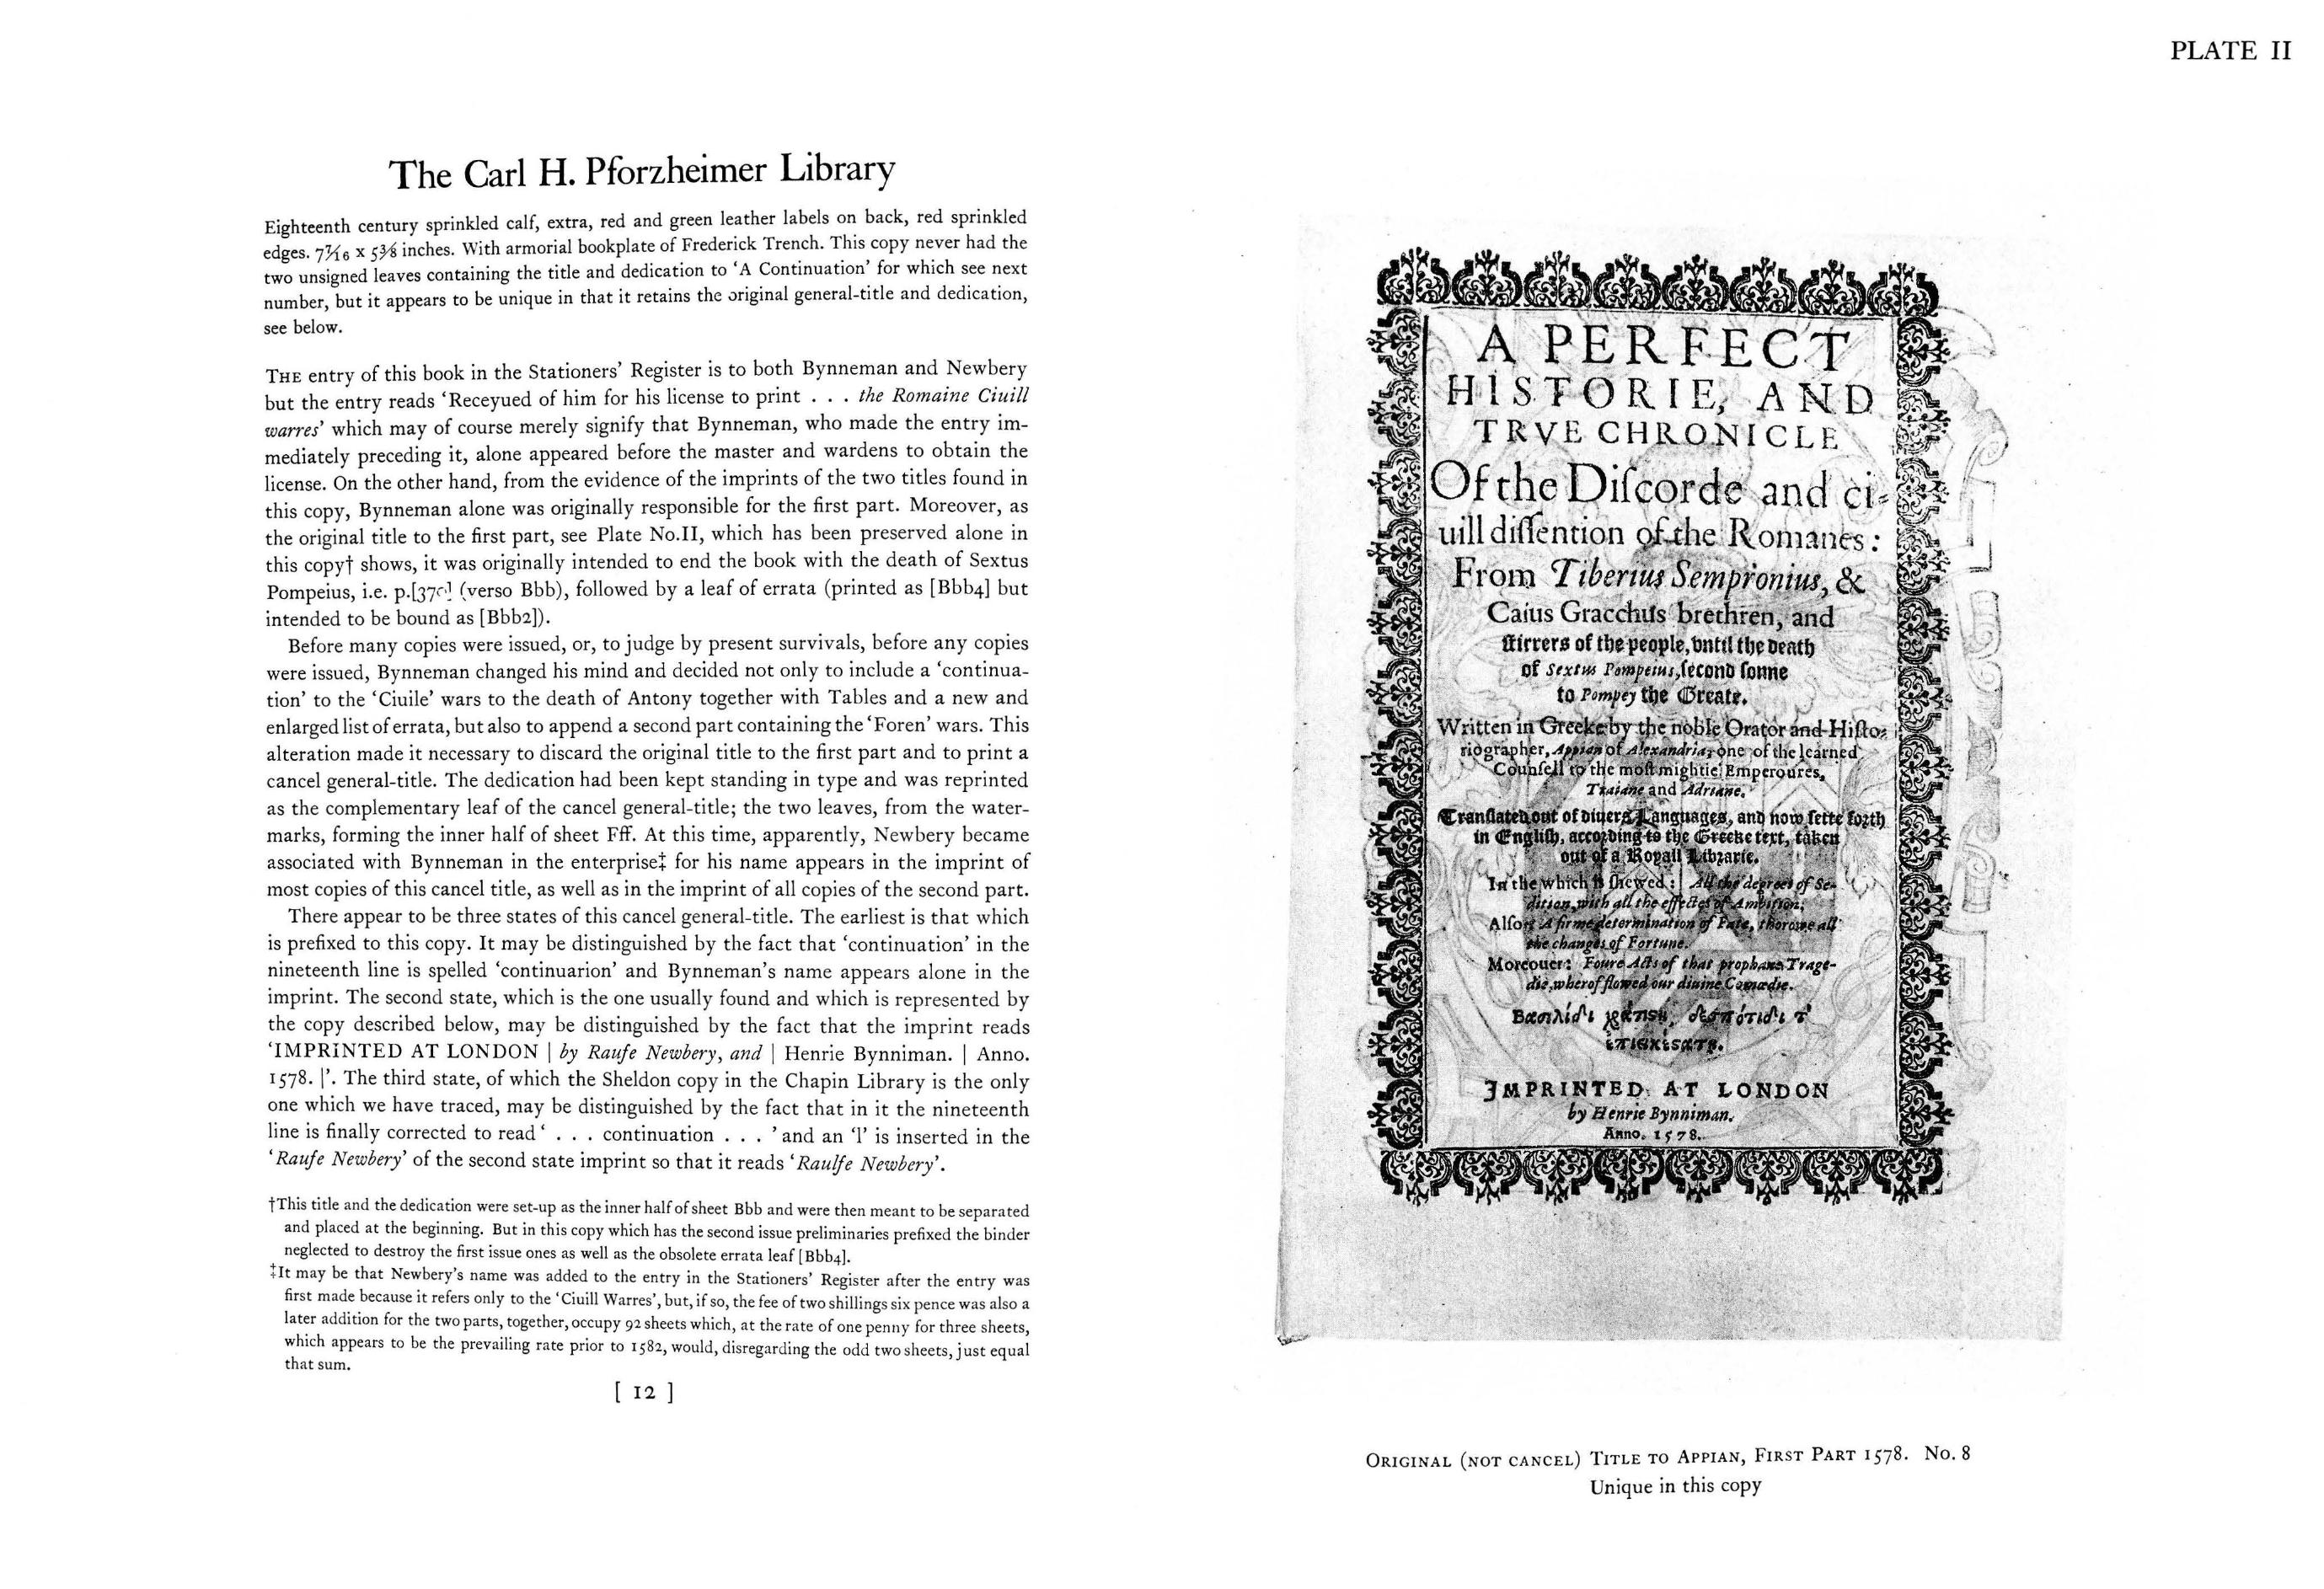 The Carl H. Pforzheimer Library
Eighteenth century sprinkled calf, extra, red and green leather labels on back, red sprinkled
edges. 7 7⁄16 x 5 3⁄8 inches. With armorial bookplate of Frederick Trench. This copy never had the
two unsigned leaves containing the title and dedication to ‘A Continuation’ for which see next
number, but it appears to be unique in that it retains the original general-title and dedication,
see below.
THE entry of this book in the Stationers’ Register is to both Bynneman and Newbery
but the entry reads ‘Receyued of him for his license to print . . . the Romaine Ciuill
warres’ which may of course merely signify that Bynneman, who made the entry im-
mediately preceding it, alone appeared before the master and wardens to obtain the
license. On the other hand, from the evidence of the imprints of the two titles found in
this copy, Bynneman alone was originally responsible for the first part. Moreover, as
the original title to the first part, see Plate No.II, which has been preserved alone in
this copy† shows, it was originally intended to end the book with the death of Sextus
Pompeius, i.e. (verso Bbb), followed by a leaf of errata (printed as [Bbb4] but
intended to be bound as [Bbb2]).
Before many copies were issued, or, to judge by present survivals, before any copies
were issued, Bynneman changed his mind and decided not only to include a ‘continua-
tion’ to the ‘Ciuile’ wars to the death of Antony together with Tables and a new and
enlarged list of errata, but also to append a second part containing the ‘Foren’ wars. This
alteration made it necessary to discard the original title to the first part and to print a
cancel general-title. The dedication had been kept standing in type and was reprinted
as the complementary leaf of the cancel general-title; the two leaves, from the water-
marks, forming the inner half of sheet Fff. At this time, apparently, Newbery became
associated with Bynneman in the enterprise‡ for his name appears in the imprint of
most copies of this cancel title, as well as in the imprint of all copies of the second part.
There appear to be three states of this cancel general-title. The earliest is that which
is prefixed to this copy. It may be distinguished by the fact that ‘continuation’ in the
nineteenth line is spelled ‘continuarion’ and Bynneman’s name appears alone in the
imprint. The second state, which is the one usually found and which is represented by
the copy described below, may be distinguished by the fact that the imprint reads
‘IMPRINTED AT LONDON | by Raufe Newbery, and | Henrie Bynniman. | Anno.
1578. |’. The third state, of which the Sheldon copy in the Chapin Library is the only
one which we have traced, may be distinguished by the fact that in it the nineteenth
line is finally corrected to read ‘ . . . continuation . . . ’ and an ‘l’ is inserted in the
‘Raufe Newbery’ of the second state imprint so that it reads ‘Raulfe Newbery’.
†This title and the dedication were set-up as the inner half of sheet Bbb and were then meant to be separated
and placed at the beginning. But in this copy which has the second issue preliminaries prefixed the binder
neglected to destroy the first issue ones as well as the obsolete errata leaf [Bbb4].
‡It may be that Newbery’s name was added to the entry in the Stationers’ Register after the entry was
first made because it refers only to the ‘Ciuill Warres’, but, if so, the fee of two shillings six pence was also a
later addition for the two parts, together, occupy 92 sheets which, at the rate of one penny for three sheets,
which appears to be the prevailing rate prior to 1582, would, disregarding the odd two sheets, just equal
that sum.
[ 12 ]
PLATE II
A PERFECT
HISTORIE, AND
TRVE CHRONICLE
Of the Diſcorde and ci-
uill diſſention of the Romanes:
From Tiberius Sempronius, &
Caius Gracchus brethren, and
ſtirrers of the people, vntil the death
of Sextus Pompeius, ſecond ſonne
to Pompey the Greate.
Written in Greeke by the noble Orator and Hiſto-
riographer, Appian of Alexandria, one of the learned
Counſell to the moſt mightie Emperoures,
Traiane and Adriane.
Tranſlated out of diuers Languages, and now ſette forth
in Engliſh, according to the Greeke text, taken
out of a Royall Librarie.
In the which is ſhewed: All the degrees of Se-
dition, with all the effectes of Ambition:
Alſo, A firme determination of Fate, thorowe all
the changes of Fortune.
Moreouer: Foure Acts of that prophane Trage-
die, wherof flowed our diuine Comœdie.
IMPRINTED AT LONDON
by Henrie Bynniman.
Anno. 1578.
ORIGINAL (NOT CANCEL) TITLE TO APPIAN, FIRST PART 1578. NO. 8
Unique in this copy